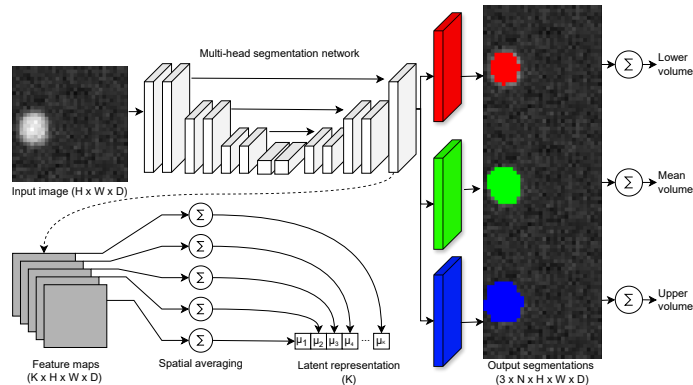 Multi-head segmentation network
Input image (H x W x D)
Σ
Lower
volume
Σ
Mean
volume
Σ
Upper
volume
Σ
Σ
Σ
Σ
Σ
μ1 μ2 μ3 μ4 ... μK
Feature maps
(K x H x W x D)
Spatial averaging
Latent representation
(K)
Output segmentations
(3 x N x H x W x D)